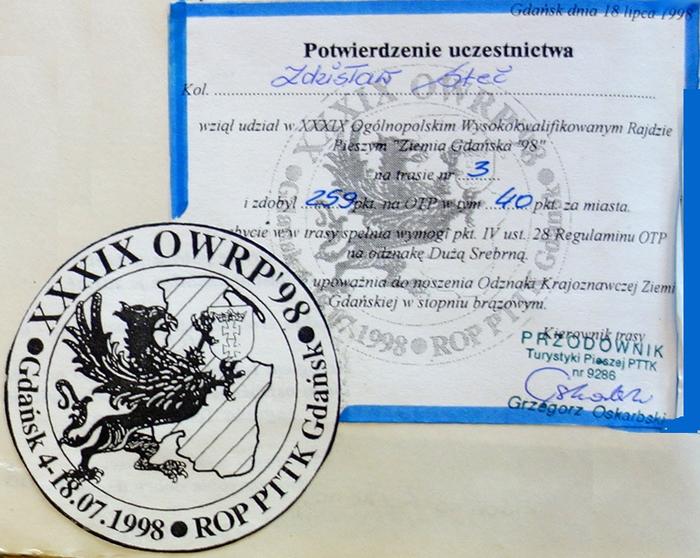 Gdańsk dnia 18 lipca 1998
Potwierdzenie uczestnictwa
Kol. Zdzisław Steć
wziął udział w XXXIX Ogólnopolskim Wysokokwalifikowanym Rajdzie
Pieszym "Ziemia Gdańska '98"
na trasie nr 3
i zdobył 259 pkt. na OTP w tym 40 pkt. za miasta.
w/w trasy spełnia wymogi pkt. IV ust. 28 Regulaminu OTP
na odznakę Dużą Srebrną.
upoważnia do noszenia Odznaki Krajoznawczej Ziemi
Gdańskiej w stopniu brązowym.
Kierownik trasy
PRZODOWNIK
Turystyki Pieszej PTTK
nr 9286
Grzegorz Oskarbski
XXXIX OWRP'98
Gdańsk 4-18.07.1998 ROP PTTK Gdańsk